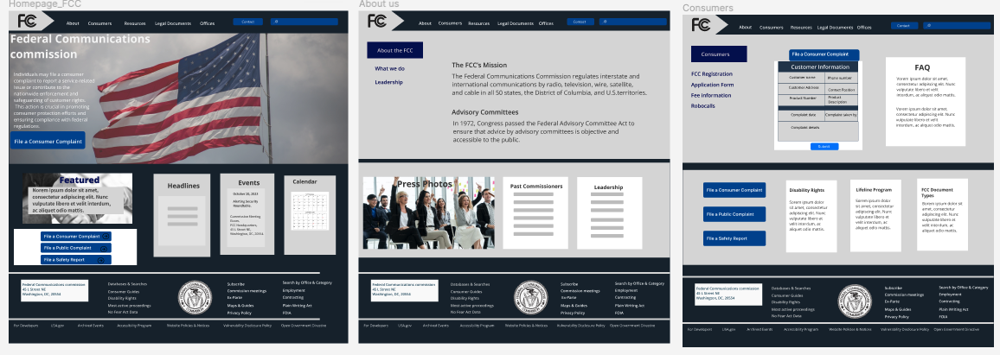 Homepage_FCC
FCC
About Consumers Resources Legal Documents Offices Contact
Federal Communications
commission
Individuals may file a consumer
complaint to report a service-related
issue or contribute to the
nationwide enforcement and
safeguarding of customer rights.
This action is crucial in promoting
consumer protection efforts and
ensuring compliance with federal
regulations.
File a Consumer Complaint
Featured
Norem ipsum dolor sit amet,
consectetur adipiscing elit. Nunc
vulputate libero et velit interdum,
ac aliquet odio mattis.
File a Consumer Complaint
File a Public Complaint
File a Safety Report
Headlines
Events
October 25, 2023
Alerting Security
Roundtable.
Commission Meeting
Room,
FCC Headquarters,
45 L Street NE,
Washington, DC, 20554.
Calendar
Federal Communications commission
45 L Street NE
Washington, DC, 20554
Databases & Searches
Consumer Guides
Disability Rights
Most active proceedings
No Fear Act Data
Subscribe
Commission meetings
Ex-Parte
Maps & Guides
Privacy Policy
Search by Office & Category
Employment
Contracting
Plain Writing Act
FOIA
For Developers USA.gov Archived Events Accessibility Program Website Policies & Notices Vulnerability Disclosure Policy Open Government Directive
About us
FCC
About Consumers Resources Legal Documents Offices Contact
About the FCC
What we do
Leadership
The FCC's Mission
The Federal Communications Commission regulates interstate and
international communications by radio, television, wire, satellite,
and cable in all 50 states, the District of Columbia, and U.S.territories.
Advisory Committees
In 1972, Congress passed the Federal Advisory Committee Act to
ensure that advice by advisory committees is objective and
accessible to the public.
Press Photos
Past Commissioners
Leadership
Federal Communications commission
45 L Street NE
Washington, DC, 20554
Databases & Searches
Consumer Guides
Disability Rights
Most active proceedings
No Fear Act Data
Subscribe
Commission meetings
Ex-Parte
Maps & Guides
Privacy Policy
Search by Office & Category
Employment
Contracting
Plain Writing Act
FOIA
For Developers USA.gov Archived Events Accessibility Program Website Policies & Notices Vulnerability Disclosure Policy Open Government Directive
Consumers
FCC
About Consumers Resources Legal Documents Offices Contact
Consumers
FCC Registration
Application Form
Fee Information
Robocalls
File a Consumer Complaint
Customer Information
Customer name Phone number
Customer Address Contact Position
Product Number Product
Description
Complaint date Complaint taken by
Complaint details
Submit
FAQ
Vorem ipsum dolor sit amet,
consectetur adipiscing elit. Nunc
vulputate libero et velit
interdum, ac aliquet odio mattis.
Vorem ipsum dolor sit amet,
consectetur adipiscing elit. Nunc
vulputate libero et velit
interdum, ac aliquet odio mattis.
File a Consumer Complaint
File a Public Complaint
File a Safety Report
Disability Rights
Sorem ipsum dolor sit
amet, consectetur
adipiscing elit. Nunc
vulputate libero et
velit interdum, ac
aliquet odio mattis.
Lifeline Program
Sorem ipsum dolor sit
amet, consectetur
adipiscing elit. Nunc
vulputate libero et
velit interdum, ac
aliquet odio mattis.
FCC Document
Types
Borem ipsum dolor sit
amet, consectetur
adipiscing elit. Nunc
vulputate libero et
velit interdum, ac
aliquet odio mattis.
Federal Communications commission
45 L Street NE
Washington, DC, 20554
Databases & Searches
Consumer Guides
Disability Rights
Most active proceedings
No Fear Act Data
Subscribe
Commission meetings
Ex-Parte
Maps & Guides
Privacy Policy
Search by Office & Category
Employment
Contracting
Plain Writing Act
FOIA
For Developers USA.gov Archived Events Accessibility Program Website Policies & Notices Vulnerability Disclosure Policy Open Government Directive